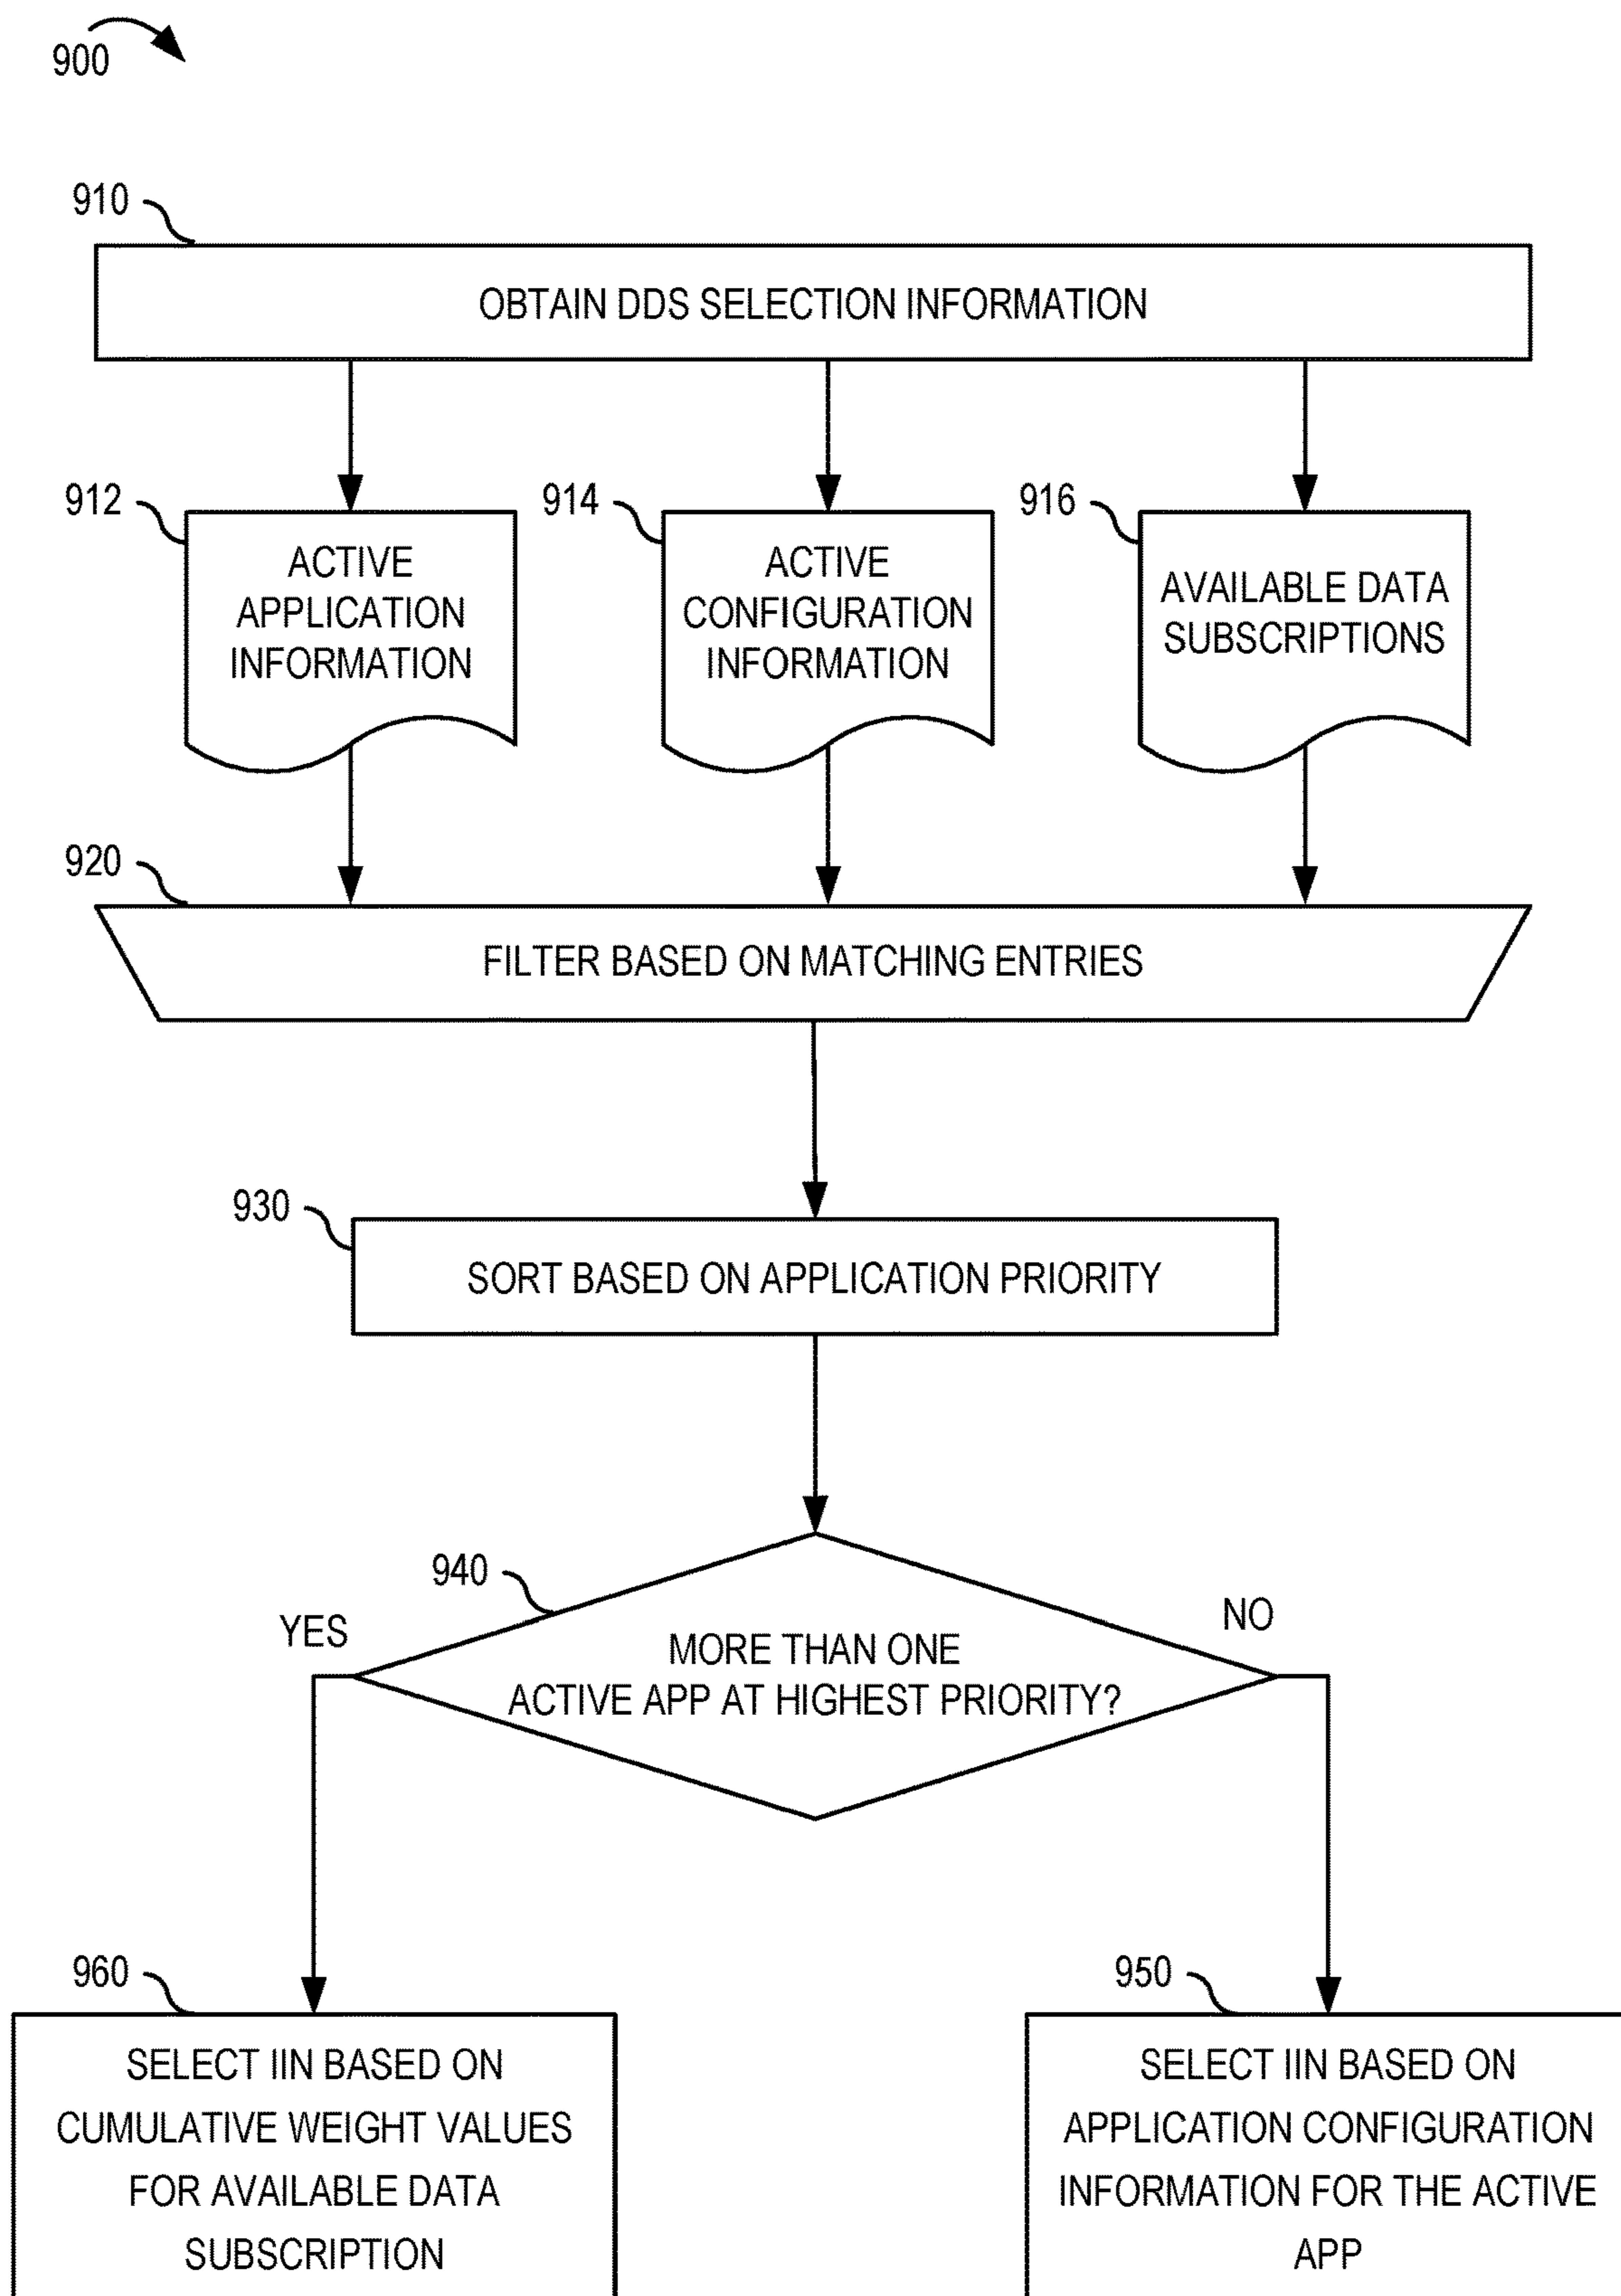 900
910
OBTAIN DDS SELECTION INFORMATION
912
ACTIVE
APPLICATION
INFORMATION
914
ACTIVE
CONFIGURATION
INFORMATION
916
AVAILABLE DATA
SUBSCRIPTIONS
920
FILTER BASED ON MATCHING ENTRIES
930
SORT BASED ON APPLICATION PRIORITY
940
YES
NO
MORE THAN ONE
ACTIVE APP AT HIGHEST PRIORITY?
960
SELECT IIN BASED ON
CUMULATIVE WEIGHT VALUES
FOR AVAILABLE DATA
SUBSCRIPTION
950
SELECT IIN BASED ON
APPLICATION CONFIGURATION
INFORMATION FOR THE ACTIVE
APP